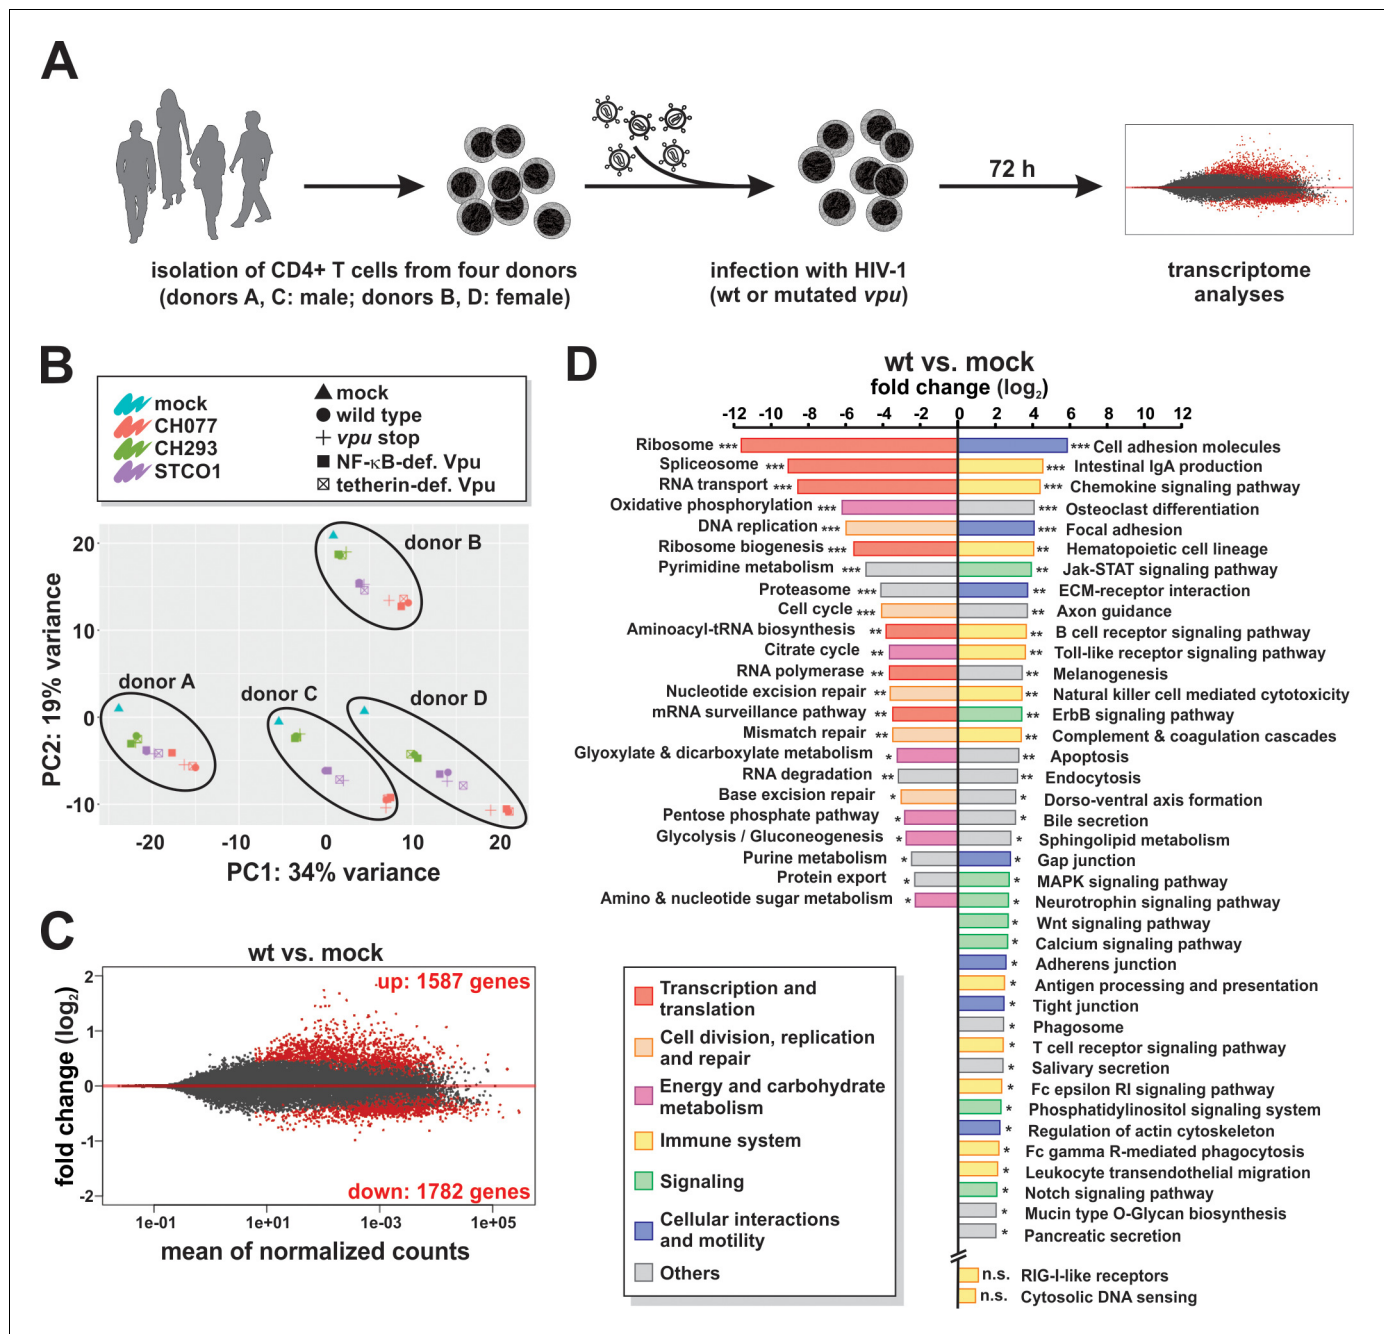 A
72 h
isolation of CD4+ T cells from four donors
(donors A, C: male; donors B, D: female)
infection with HIV-1
(wt or mutated vpu)
transcriptome
analyses
B
mock
CH077
CH293
STCO1
mock
wild type
vpu stop
NF-κB-def. Vpu
tetherin-def. Vpu
donor B
donor A
donor C
donor D
20
10
0
-10
PC2: 19% variance
-20
-10
0
10
20
PC1: 34% variance
C
wt vs. mock
up: 1587 genes
down: 1782 genes
2
1
0
-1
-2
fold change (log2)
1e-01
1e+01
1e-03
1e+05
mean of normalized counts
D
wt vs. mock
fold change (log2)
-12 -10 -8 -6 -4 -2 0 2 4 6 8 10 12
Ribosome *** *** Cell adhesion molecules
Spliceosome *** *** Intestinal IgA production
RNA transport *** *** Chemokine signaling pathway
Oxidative phosphorylation *** *** Osteoclast differentiation
DNA replication *** *** Focal adhesion
Ribosome biogenesis *** ** Hematopoietic cell lineage
Pyrimidine metabolism *** ** Jak-STAT signaling pathway
Proteasome *** ** ECM-receptor interaction
Cell cycle *** ** Axon guidance
Aminoacyl-tRNA biosynthesis ** ** B cell receptor signaling pathway
Citrate cycle ** ** Toll-like receptor signaling pathway
RNA polymerase ** ** Melanogenesis
Nucleotide excision repair ** ** Natural killer cell mediated cytotoxicity
mRNA surveillance pathway ** ** ErbB signaling pathway
Mismatch repair ** ** Complement & coagulation cascades
Glyoxylate & dicarboxylate metabolism * ** Apoptosis
RNA degradation ** ** Endocytosis
Base excision repair * * Dorso-ventral axis formation
Pentose phosphate pathway * * Bile secretion
Glycolysis / Gluconeogenesis * * Sphingolipid metabolism
Purine metabolism * * Gap junction
Protein export * * MAPK signaling pathway
Amino & nucleotide sugar metabolism * * Neurotrophin signaling pathway
* Wnt signaling pathway
* Calcium signaling pathway
* Adherens junction
* Antigen processing and presentation
* Tight junction
* Phagosome
* T cell receptor signaling pathway
* Salivary secretion
* Fc epsilon RI signaling pathway
* Phosphatidylinositol signaling system
* Regulation of actin cytoskeleton
* Fc gamma R-mediated phagocytosis
* Leukocyte transendothelial migration
* Notch signaling pathway
* Mucin type O-Glycan biosynthesis
* Pancreatic secretion
n.s. RIG-I-like receptors
n.s. Cytosolic DNA sensing
Transcription and
translation
Cell division, replication
and repair
Energy and carbohydrate
metabolism
Immune system
Signaling
Cellular interactions
and motility
Others